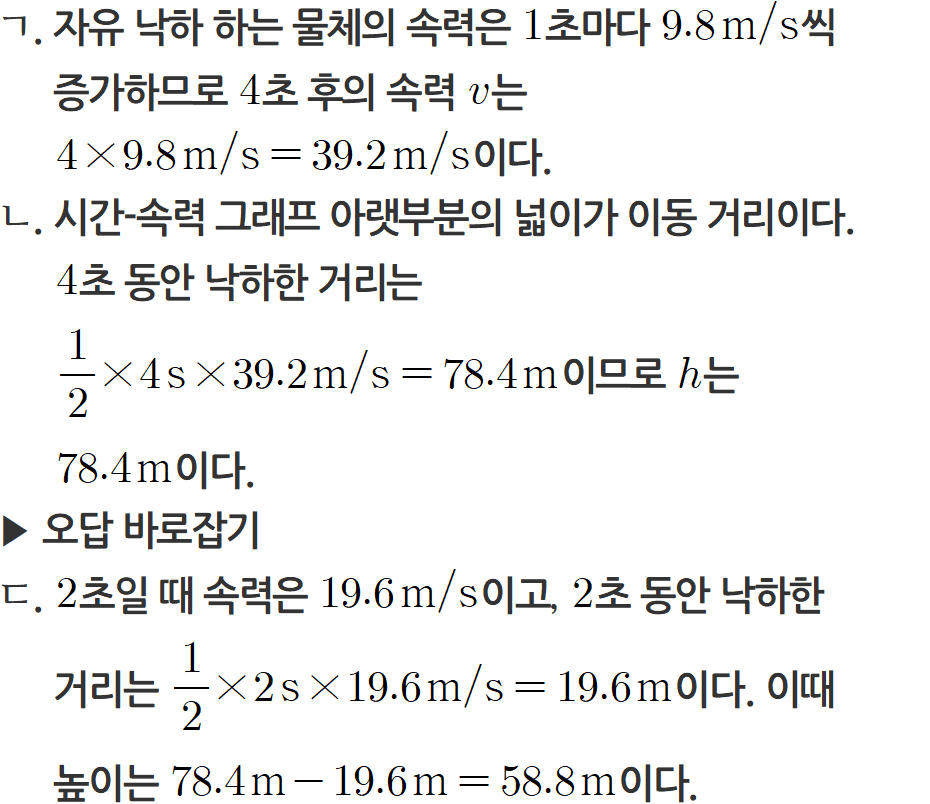 ㄱ. 자유 낙하 하는 물체의 속력은 1초마다 9.8 m/s씩
증가하므로 4초 후의 속력 v는
4×9.8 m/s = 39.2 m/s이다.
ㄴ. 시간-속력 그래프 아랫부분의 넓이가 이동 거리이다.
4초 동안 낙하한 거리는
1/2×4 s×39.2 m/s = 78.4 m이므로 h는
78.4 m이다.
▶ 오답 바로잡기
ㄷ. 2초일 때 속력은 19.6 m/s이고, 2초 동안 낙하한
거리는 1/2×2 s×19.6 m/s = 19.6 m이다. 이때
높이는 78.4 m − 19.6 m = 58.8 m이다.